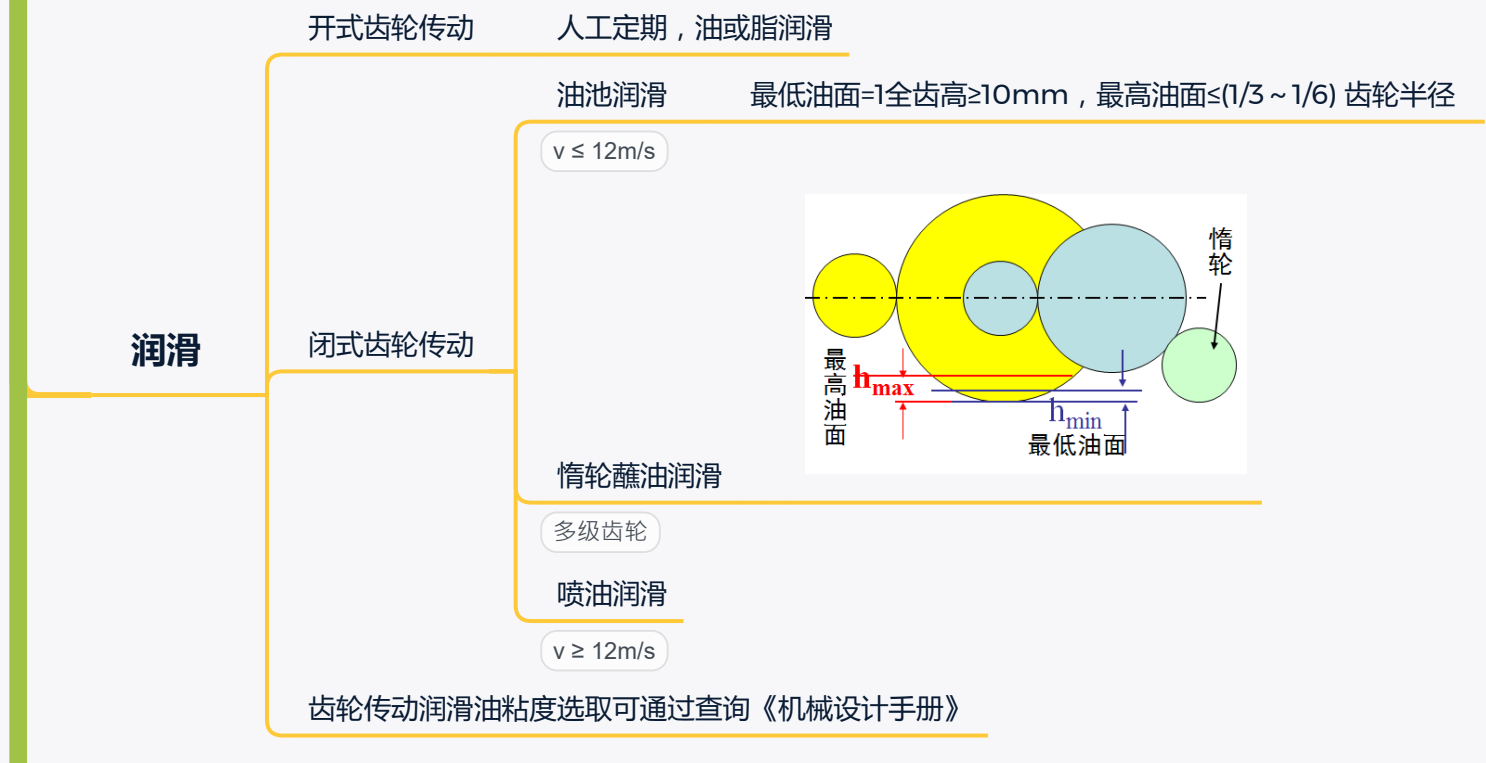 开式齿轮传动
人工定期，油或脂润滑
油池润滑
最低油面=1全齿高≥10mm，最高油面≤(1/3～1/6) 齿轮半径
v ≤ 12m/s
润滑
闭式齿轮传动
惰轮
最高油面
hmax
hmin
最低油面
惰轮蘸油润滑
多级齿轮
喷油润滑
v ≥ 12m/s
齿轮传动润滑油粘度选取可通过查询《机械设计手册》